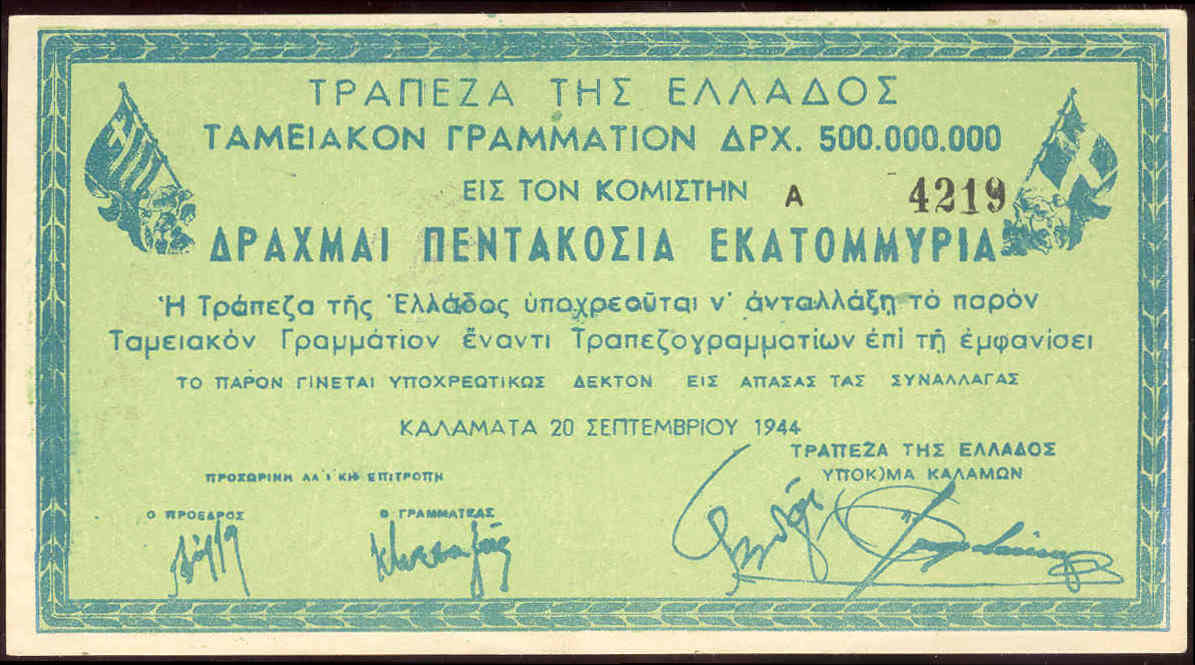 ΤΡΑΠΕΖΑ ΤΗΣ ΕΛΛΑΔΟΣ
ΤΑΜΕΙΑΚΟΝ ΓΡΑΜΜΑΤΙΟΝ ΔΡΧ. 500.000.000
ΕΙΣ ΤΟΝ ΚΟΜΙΣΤΗΝ Α 4219
ΔΡΑΧΜΑΙ ΠΕΝΤΑΚΟΣΙΑ ΕΚΑΤΟΜΜΥΡΙΑ
Ἡ Τράπεζα τῆς Ἑλλάδος ὑποχρεοῦται ν' ἀνταλλάξῃ τὸ παρὸν
Ταμειακὸν Γραμμάτιον ἔναντι Τραπεζογραμματίων ἐπὶ τῇ ἐμφανίσει
ΤΟ ΠΑΡΟΝ ΓΙΝΕΤΑΙ ΥΠΟΧΡΕΩΤΙΚΩΣ ΔΕΚΤΟΝ ΕΙΣ ΑΠΑΣΑΣ ΤΑΣ ΣΥΝΑΛΛΑΓΑΣ
ΚΑΛΑΜΑΤΑ 20 ΣΕΠΤΕΜΒΡΙΟΥ 1944
ΤΡΑΠΕΖΑ ΤΗΣ ΕΛΛΑΔΟΣ
ΥΠΟΚ)ΜΑ ΚΑΛΑΜΩΝ
ΠΡΟΣΩΡΙΝΗ ΕΠΙΤΡΟΠΗ
Ο ΠΡΟΕΔΡΟΣ
Ο ΓΡΑΜΜΑΤΕΑΣ